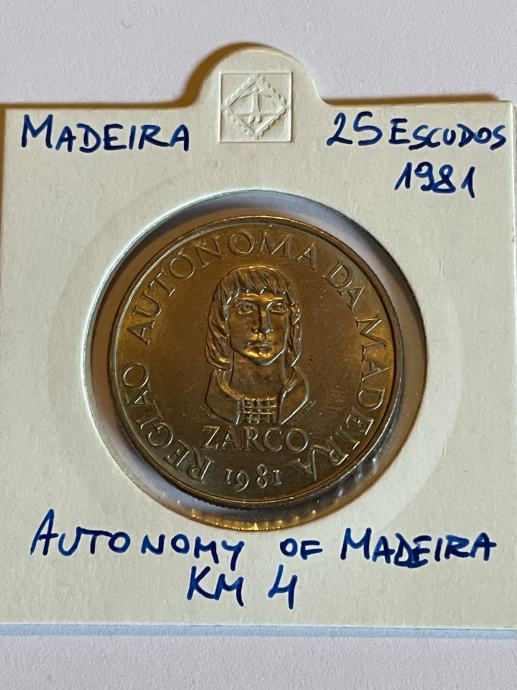 MADEIRA 25 ESCUDOS
1981
REGIAO AUTONOMA DA MADEIRA
ZARCO
1981
AUTONOMY OF MADEIRA
KM 4